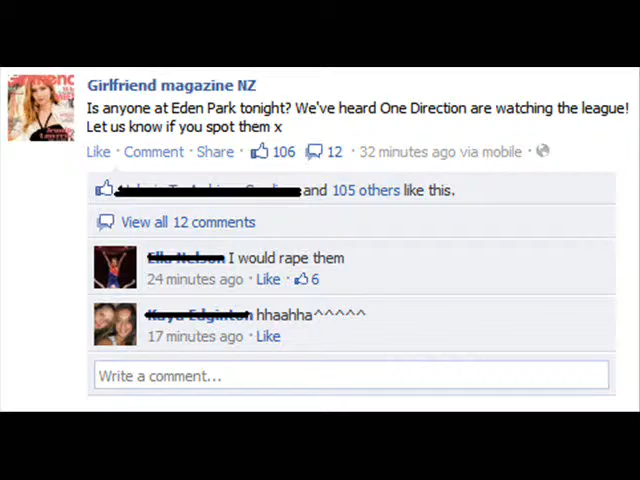 Girlfriend magazine NZ
Is anyone at Eden Park tonight? We've heard One Direction are watching the league!
Let us know if you spot them x
Like · Comment · Share · 106 12 · 32 minutes ago via mobile ·
and 105 others like this.
View all 12 comments
I would rape them
24 minutes ago · Like · 6
hhaahha^^^^^
17 minutes ago · Like
Write a comment...